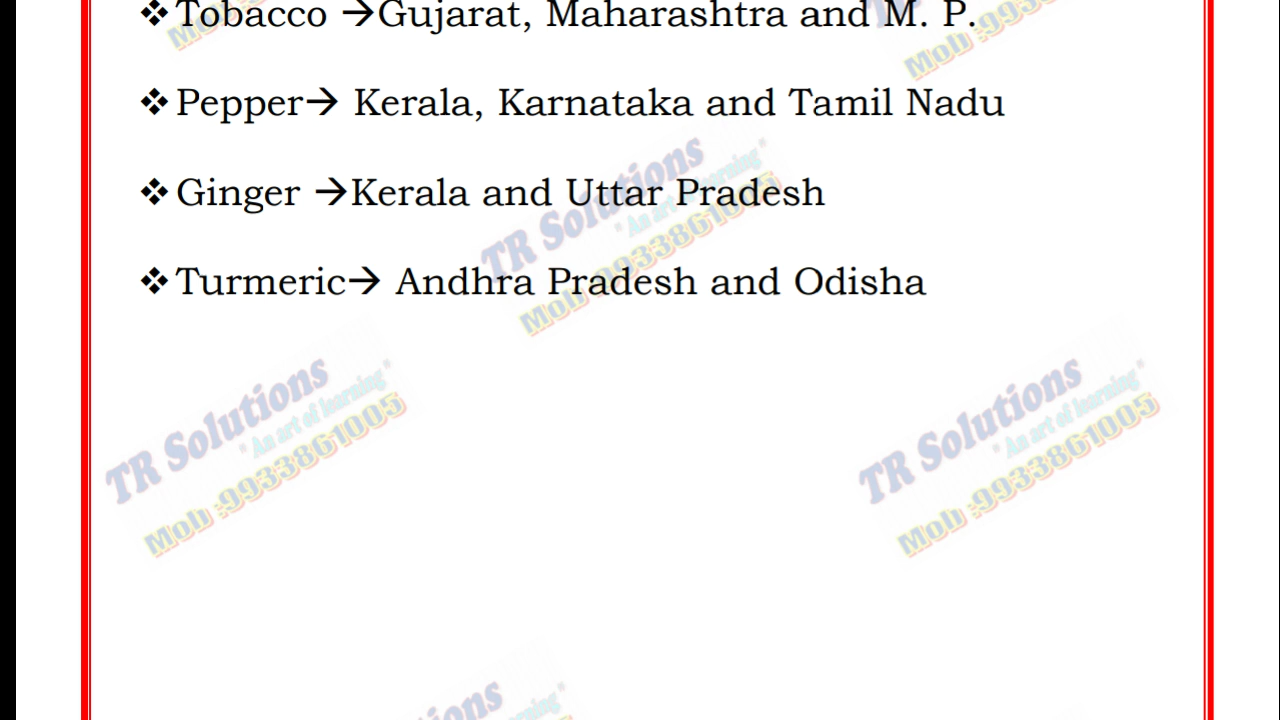 ❖ Tobacco →Gujarat, Maharashtra and M. P.
❖ Pepper→ Kerala, Karnataka and Tamil Nadu
❖ Ginger →Kerala and Uttar Pradesh
❖ Turmeric→ Andhra Pradesh and Odisha
TR Solutions
"An art of learning"
Mob :9933861005
TR Solutions
"An art of learning"
Mob :9933861005
TR Solutions
"An art of learning"
Mob :9933861005